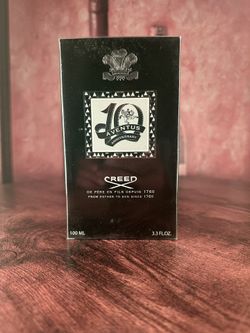 10
AVENTUS
ANNIVERSARY
CREED
DE PÈRE EN FILS DEPUIS 1760
FROM FATHER TO SON SINCE 1760
100 ML
3.3 FL.OZ.